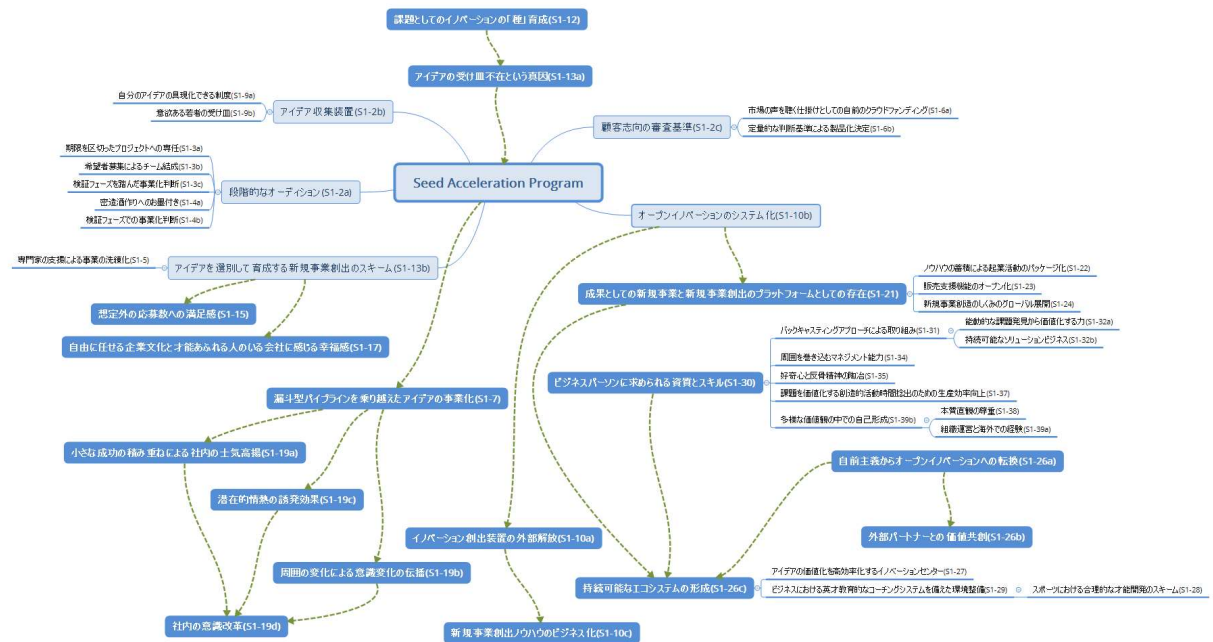 課題としてのイノベーションの「種」育成(S1-12)
アイデアの受け皿不在という真因(S1-13a)
自分のアイデアの具現化できる制度(S1-9a)
意欲ある若者の受け皿(S1-9b)
アイデア収集装置(S1-2b)
市場の声を聴く仕掛けとしての自前のクラウドファンディング(S1-6a)
定量的な判断基準による製品化決定(S1-6b)
顧客志向の審査基準(S1-2c)
期限を区切ったプロジェクトへの専任(S1-3a)
希望者募集によるチーム結成(S1-3b)
検証フェーズを踏んだ事業化判断(S1-3c)
密造酒作りへのお墨付き(S1-4a)
検証フェーズでの事業化判断(S1-4b)
段階的なオーディション(S1-2a)
Seed Acceleration Program
オープンイノベーションのシステム化(S1-10b)
専門家の支援による事業の洗練化(S1-5)
アイデアを選別して育成する新規事業創出のスキーム(S1-13b)
想定外の応募数への満足感(S1-15)
自由に任せる企業文化と才能あふれる人のいる会社に感じる幸福感(S1-17)
成果としての新規事業と新規事業創出のプラットフォームとしての存在(S1-21)
ノウハウの蓄積による起業活動のパッケージ化(S1-22)
販売支援機能のオープン化(S1-23)
新規事業創造のしくみのグローバル展開(S1-24)
ビジネスパーソンに求められる資質とスキル(S1-30)
バックキャスティングアプローチによる取り組み(S1-31)
能動的な課題発見から価値化する力(S1-32a)
持続可能なソリューションビジネス(S1-32b)
周囲を巻き込むマネジメント能力(S1-34)
好奇心と反骨精神の陶冶(S1-35)
課題を価値化する創造的活動時間捻出のための生産効率向上(S1-37)
多様な価値観の中での自己形成(S1-39b)
本質直観の尊重(S1-38)
組織運営と海外での経験(S1-39a)
漏斗型パイプラインを乗り越えたアイデアの事業化(S1-7)
小さな成功の積み重ねによる社内の士気高揚(S1-19a)
潜在的情熱の誘発効果(S1-19c)
周囲の変化による意識変化の伝播(S1-19b)
社内の意識改革(S1-19d)
イノベーション創出装置の外部解放(S1-10a)
新規事業創出ノウハウのビジネス化(S1-10c)
自前主義からオープンイノベーションへの転換(S1-26a)
外部パートナーとの価値共創(S1-26b)
持続可能なエコシステムの形成(S1-26c)
アイデアの価値化を高効率化するイノベーションセンター(S1-27)
ビジネスにおける英才教育的なコーチングシステムを備えた環境整備(S1-29)
スポーツにおける合理的な才能開発のスキーム(S1-28)